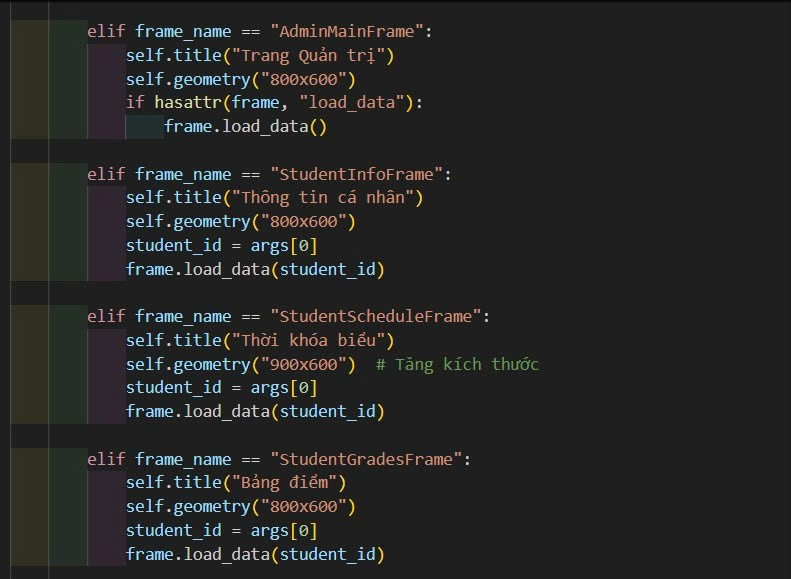 elif frame_name == "AdminMainFrame":
self.title("Trang Quản trị")
self.geometry("800x600")
if hasattr(frame, "load_data"):
frame.load_data()
elif frame_name == "StudentInfoFrame":
self.title("Thông tin cá nhân")
self.geometry("800x600")
student_id = args[0]
frame.load_data(student_id)
elif frame_name == "StudentScheduleFrame":
self.title("Thời khóa biểu")
self.geometry("900x600")  # Tăng kích thước
student_id = args[0]
frame.load_data(student_id)
elif frame_name == "StudentGradesFrame":
self.title("Bảng điểm")
self.geometry("800x600")
student_id = args[0]
frame.load_data(student_id)